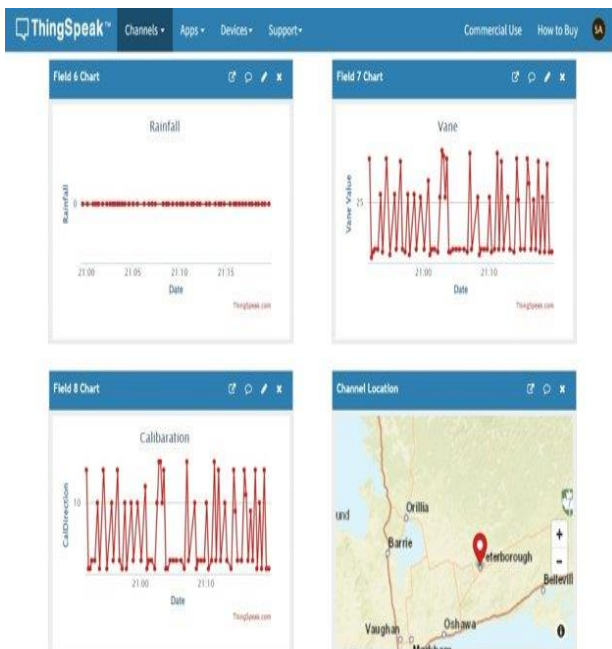 ThingSpeak™ Channels Apps Devices Support Commercial Use How to Buy SA
Field 6 Chart
Rainfall
Rainfall
0
21:00 21:05 21:10 21:15
Date
ThingSpeak.com
Field 7 Chart
Vane
Vane Value
25
21:00 21:10
Date
ThingSpeak.com
Field 8 Chart
Calibaration
CalDirection
10
21:00 21:10
Date
ThingSpeak.com
Channel Location
und
Orillia
Barrie
eterborough
+
-
Bellevill
Vaughan
Oshawa
Markham